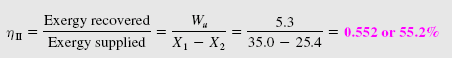 η_II = Exergy recovered / Exergy supplied = W_u / X_1 − X_2 = 5.3 / 35.0 − 25.4 = 0.552 or 55.2%